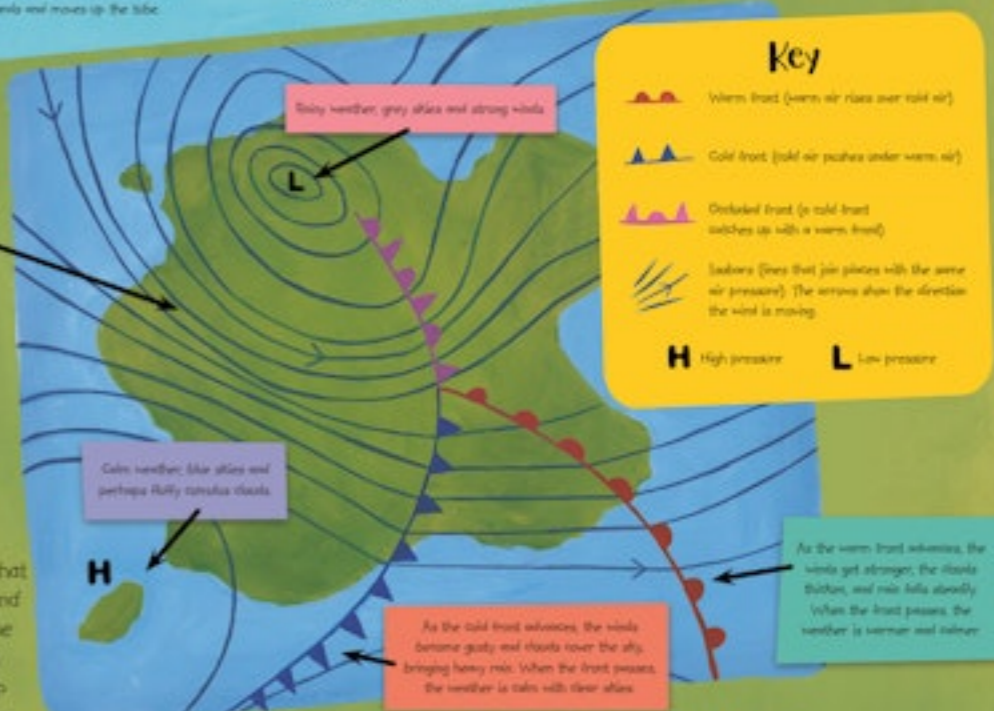 and moves up the tube.
Rainy weather, grey skies and strong winds.
Key
Warm front (warm air rises over cold air)
Cold front (cold air pushes under warm air)
Occluded front (a cold front
catches up with a warm front)
Isobars (lines that join places with the same
air pressure). The arrows show the direction
the wind is moving.
H High pressure
L Low pressure
L
Calm weather, blue skies and
perhaps fluffy cumulus clouds.
H
As the warm front advances, the
winds get stronger, the clouds
thicken, and rain falls steadily.
When the front passes, the
weather is warmer and calmer.
As the cold front advances, the winds
become gusty and clouds cover the sky,
bringing heavy rain. When the front passes,
the weather is calm with clear skies.